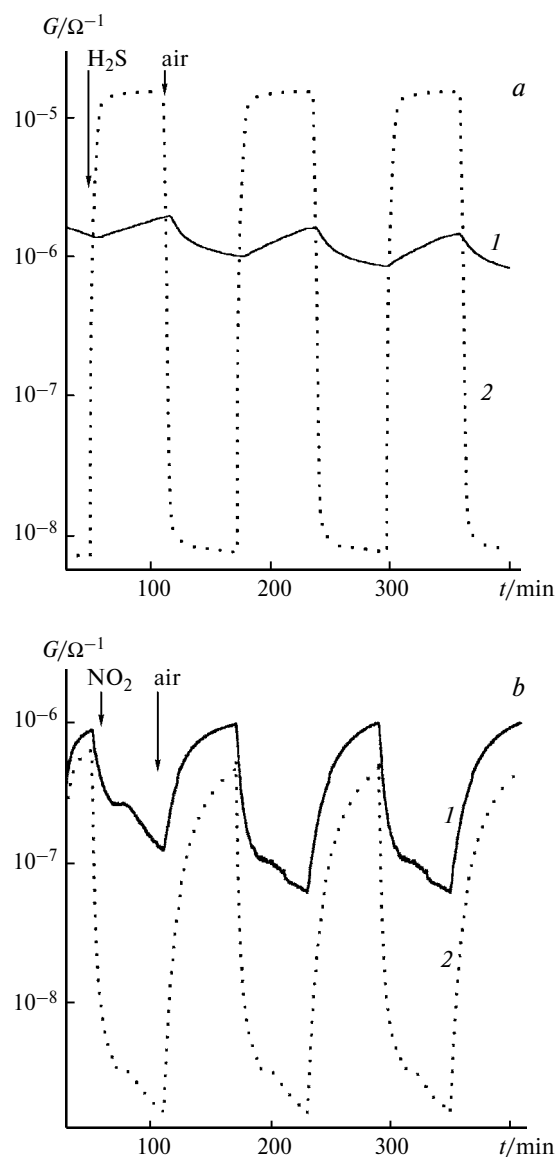 G/Ω⁻¹
H₂S air a
10⁻⁵
1
10⁻⁶
10⁻⁷ 2
10⁻⁸
100 200 300 t/min
G/Ω⁻¹
NO₂ air b
10⁻⁶
1
10⁻⁷
2
10⁻⁸
100 200 300 t/min